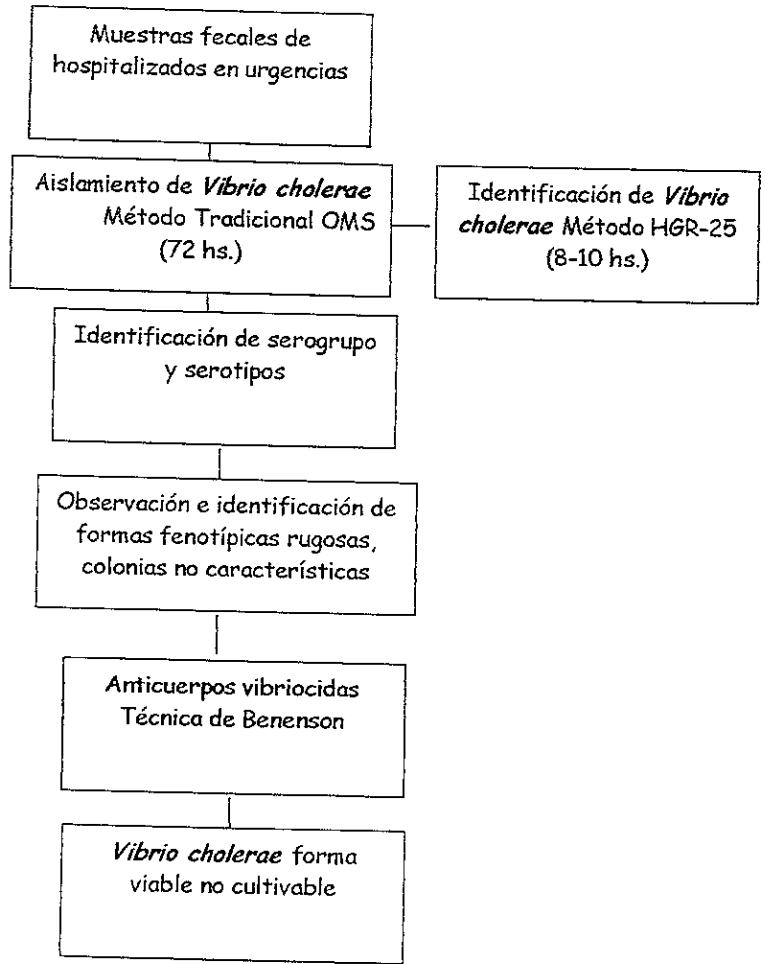 Muestras fecales de
hospitalizados en urgencias
Aislamiento de Vibrio cholerae
Método Tradicional OMS
(72 hs.)
Identificación de Vibrio
cholerae Método HGR-25
(8-10 hs.)
Identificación de serogrupo
y serotipos
Observación e identificación de
formas fenotípicas rugosas,
colonias no características
Anticuerpos vibriocidas
Técnica de Benenson
Vibrio cholerae forma
viable no cultivable